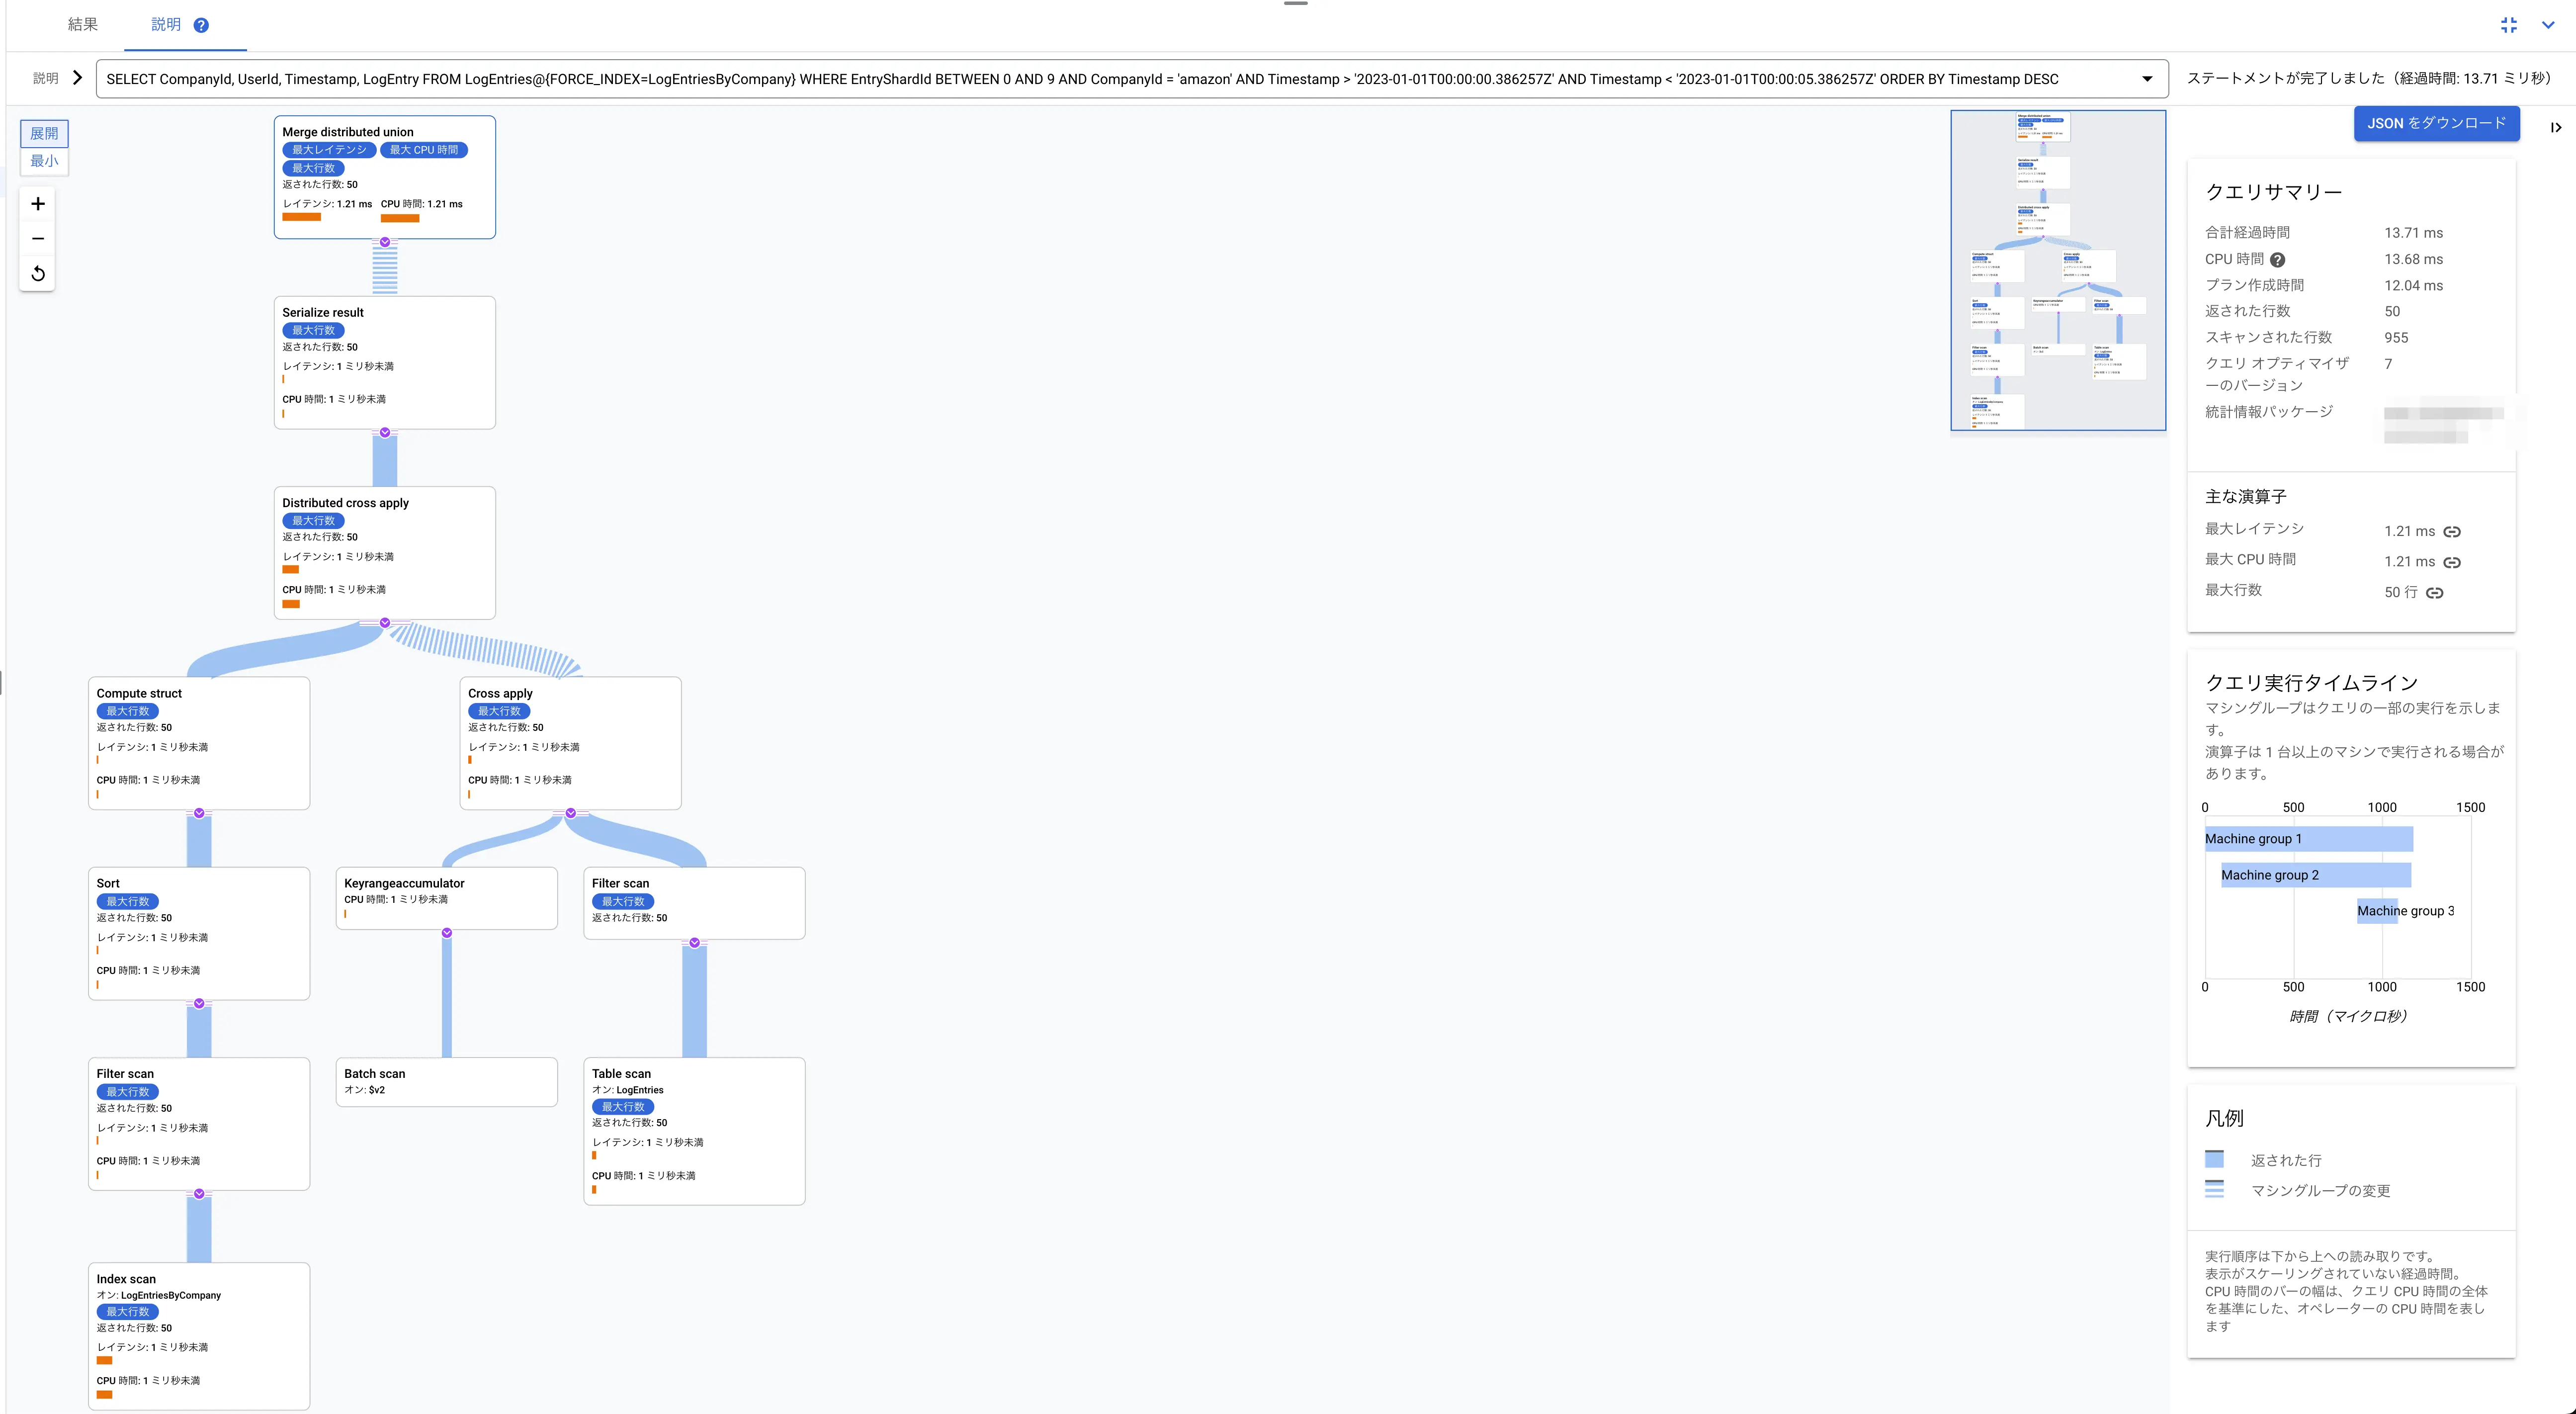 結果
説明
説明
SELECT CompanyId, UserId, Timestamp, LogEntry FROM LogEntries@{FORCE_INDEX=LogEntriesByCompany} WHERE EntryShardId BETWEEN 0 AND 9 AND CompanyId = 'amazon' AND Timestamp > '2023-01-01T00:00:00.386257Z' AND Timestamp < '2023-01-01T00:00:05.386257Z' ORDER BY Timestamp DESC
ステートメントが完了しました（経過時間: 13.71 ミリ秒）
展開
最小
Merge distributed union
最大レイテンシ 最大 CPU 時間
最大行数
返された行数: 50
レイテンシ: 1.21 ms CPU 時間: 1.21 ms
Serialize result
最大行数
返された行数: 50
レイテンシ: 1 ミリ秒未満
CPU 時間: 1 ミリ秒未満
Distributed cross apply
最大行数
返された行数: 50
レイテンシ: 1 ミリ秒未満
CPU 時間: 1 ミリ秒未満
Compute struct
最大行数
返された行数: 50
レイテンシ: 1 ミリ秒未満
CPU 時間: 1 ミリ秒未満
Cross apply
最大行数
返された行数: 50
レイテンシ: 1 ミリ秒未満
CPU 時間: 1 ミリ秒未満
Sort
最大行数
返された行数: 50
レイテンシ: 1 ミリ秒未満
CPU 時間: 1 ミリ秒未満
Keyrangeaccumulator
CPU 時間: 1 ミリ秒未満
Filter scan
最大行数
返された行数: 50
Filter scan
最大行数
返された行数: 50
レイテンシ: 1 ミリ秒未満
CPU 時間: 1 ミリ秒未満
Batch scan
オン: $v2
Table scan
オン: LogEntries
最大行数
返された行数: 50
レイテンシ: 1 ミリ秒未満
CPU 時間: 1 ミリ秒未満
Index scan
オン: LogEntriesByCompany
最大行数
返された行数: 50
レイテンシ: 1 ミリ秒未満
CPU 時間: 1 ミリ秒未満
JSON をダウンロード
クエリサマリー
合計経過時間 13.71 ms
CPU 時間 13.68 ms
プラン作成時間 12.04 ms
返された行数 50
スキャンされた行数 955
クエリ オプティマイザ 7
ーのバージョン
統計情報パッケージ
主な演算子
最大レイテンシ 1.21 ms
最大 CPU 時間 1.21 ms
最大行数 50 行
クエリ実行タイムライン
マシングループはクエリの一部の実行を示しま
す。
演算子は 1 台以上のマシンで実行される場合が
あります。
0 500 1000 1500
Machine group 1
Machine group 2
Machine group 3
0 500 1000 1500
時間（マイクロ秒）
凡例
返された行
マシングループの変更
実行順序は下から上への読み取りです。
表示がスケーリングされていない経過時間。
CPU 時間のバーの幅は、クエリ CPU 時間の全体
を基準にした、オペレーターの CPU 時間を表し
ます